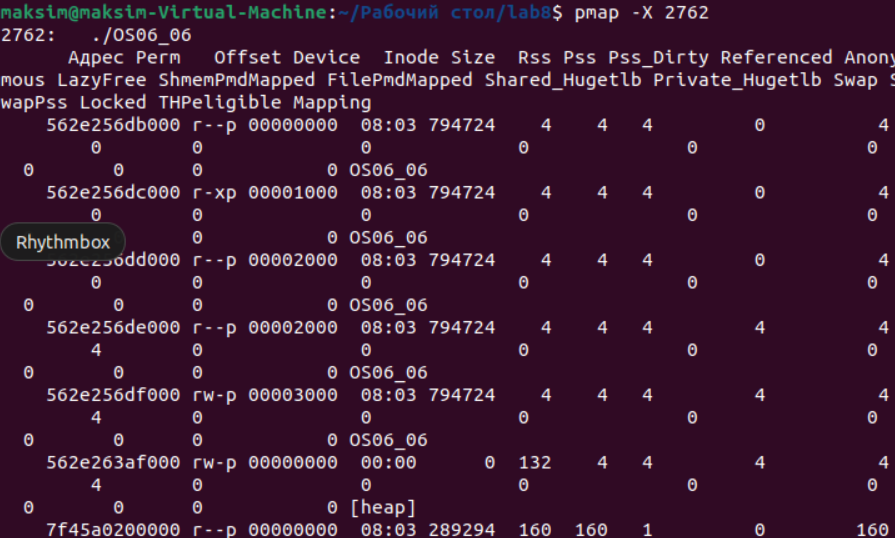 maksim@maksim-Virtual-Machine:~/Рабочий стол/lab8$ pmap -X 2762
2762:   ./OS06_06
Адрес Perm   Offset Device   Inode Size  Rss Pss Pss_Dirty Referenced Anony
mous LazyFree ShmemPmdMapped FilePmdMapped Shared_Hugetlb Private_Hugetlb Swap S
wapPss Locked THPeligible Mapping
562e256db000 r--p 00000000  08:03 794724    4    4   4         0         4
0        0              0             0              0               0
0       0      0           0 OS06_06
562e256dc000 r-xp 00001000  08:03 794724    4    4   4         0         4
0        0              0             0              0               0
Rhythmbox      0           0 OS06_06
6dd000 r--p 00002000  08:03 794724    4    4   4         0         4
0        0              0             0              0               0
0       0      0           0 OS06_06
562e256de000 r--p 00002000  08:03 794724    4    4   4         4         4
4        0              0             0              0               0
0       0      0           0 OS06_06
562e256df000 rw-p 00003000  08:03 794724    4    4   4         4         4
4        0              0             0              0               0
0       0      0           0 OS06_06
562e263af000 rw-p 00000000  00:00      0  132    4   4         4         4
4        0              0             0              0               0
0       0      0           0 [heap]
7f45a0200000 r--p 00000000  08:03 289294  160  160   1         0       160